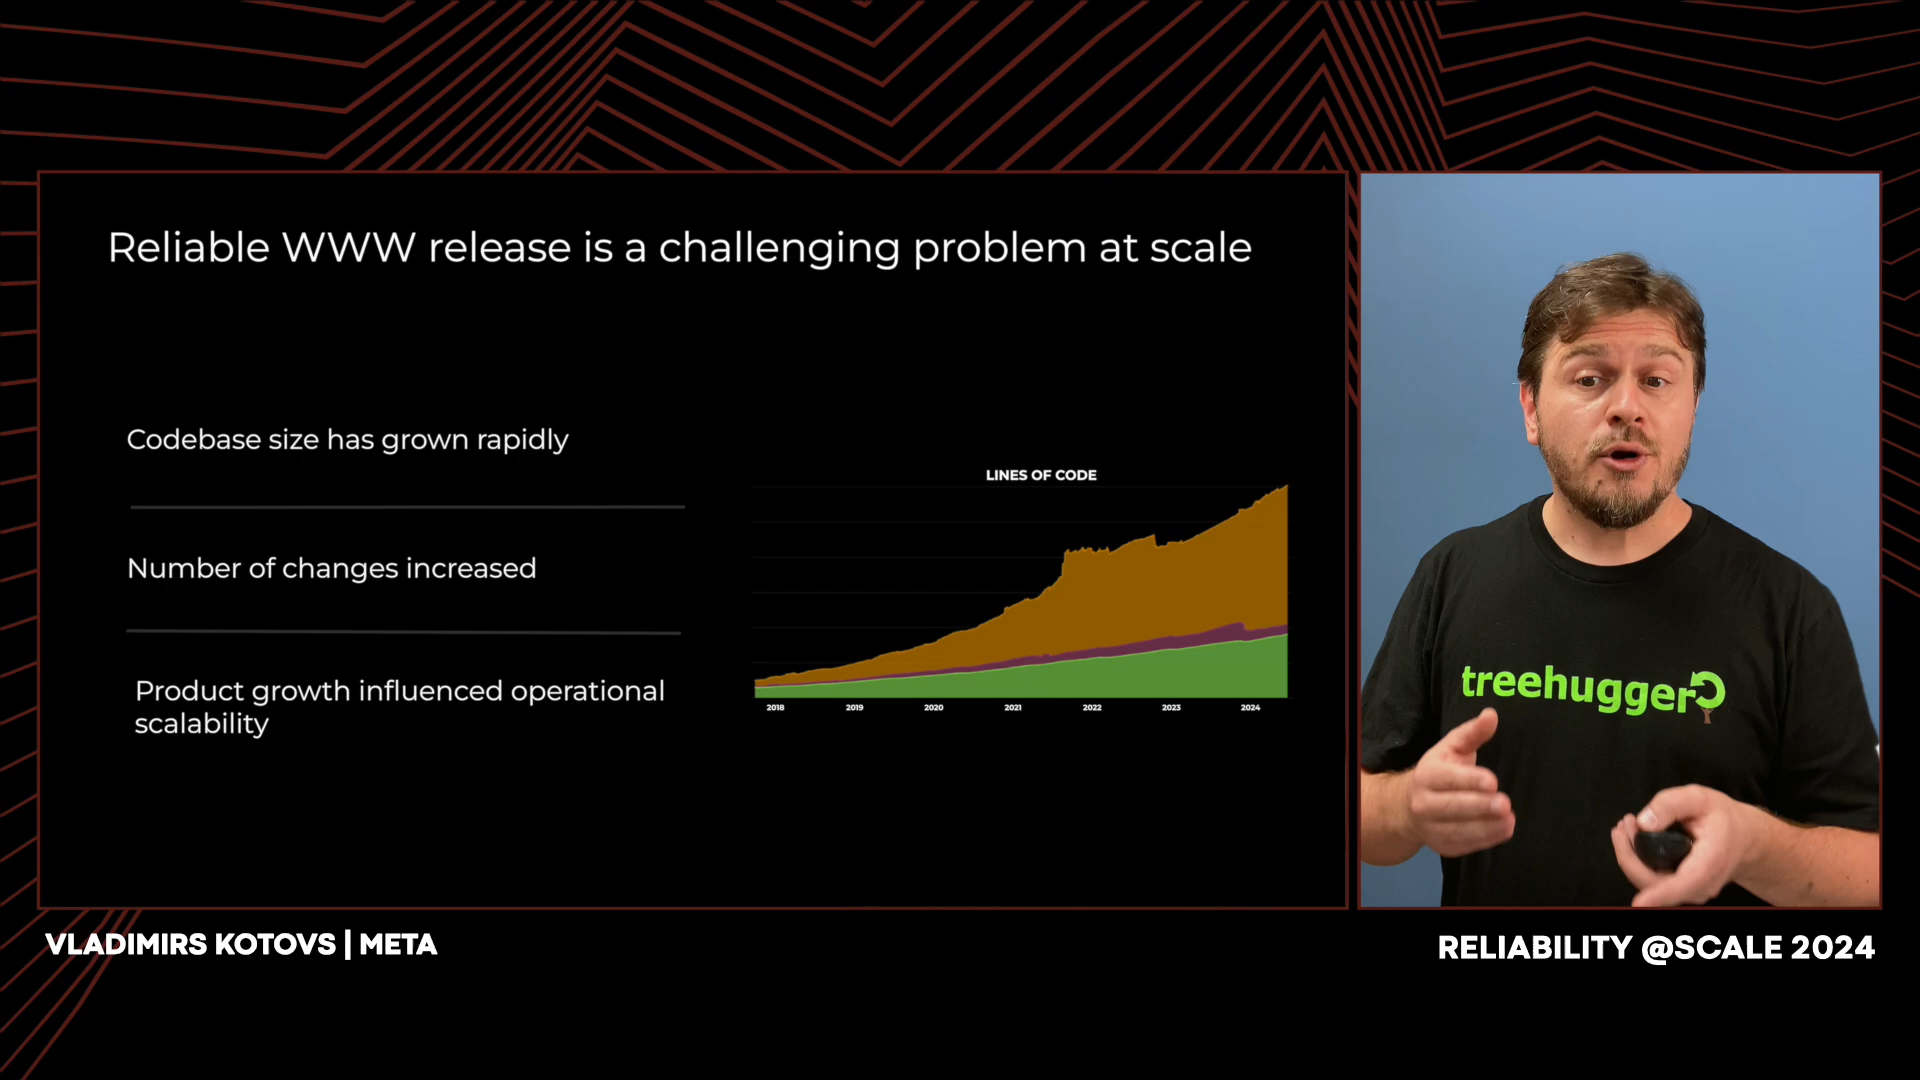 Reliable WWW release is a challenging problem at scale
Codebase size has grown rapidly
Number of changes increased
Product growth influenced operational
scalability
LINES OF CODE
2018 2019 2020 2021 2022 2023 2024
treehugger
VLADIMIRS KOTOVS | META
RELIABILITY @SCALE 2024